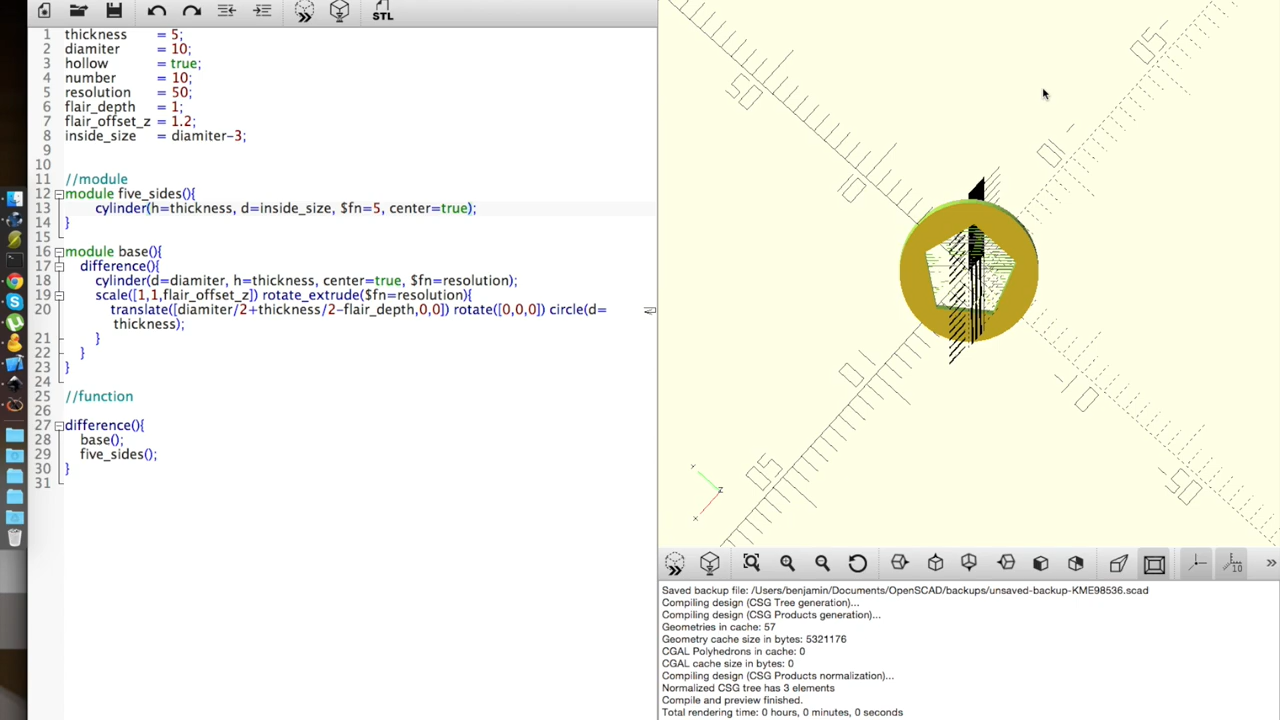 STL
1 thickness = 5;
2 diamiter = 10;
3 hollow = true;
4 number = 10;
5 resolution = 50;
6 flair_depth = 1;
7 flair_offset_z = 1.2;
8 inside_size = diamiter-3;
9
10
11 //module
12 module five_sides(){
13 cylinder(h=thickness, d=inside_size, $fn=5, center=true);
14 }
15
16 module base(){
17 difference(){
18 cylinder(d=diamiter, h=thickness, center=true, $fn=resolution);
19 scale([1,1,flair_offset_z]) rotate_extrude($fn=resolution){
20 translate([diamiter/2+thickness/2-flair_depth,0,0]) rotate([0,0,0]) circle(d=
thickness);
21 }
22 }
23 }
24
25 //function
26
27 difference(){
28 base();
29 five_sides();
30 }
31
10
Saved backup file: /Users/benjamin/Documents/OpenSCAD/backups/unsaved-backup-KME98536.scad
Compiling design (CSG Tree generation)...
Compiling design (CSG Products generation)...
Geometries in cache: 57
Geometry cache size in bytes: 5321176
CGAL Polyhedrons in cache: 0
CGAL cache size in bytes: 0
Compiling design (CSG Products normalization)...
Normalized CSG tree has 3 elements
Compile and preview finished.
Total rendering time: 0 hours, 0 minutes, 0 seconds